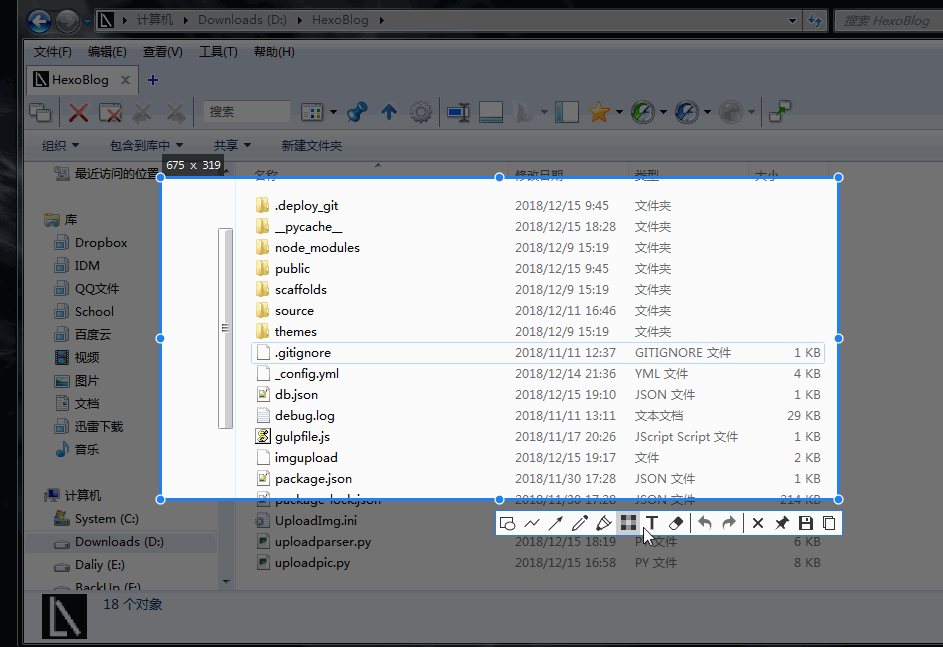 计算机 Downloads (D:) HexoBlog
搜索 HexoBlog
文件(F) 编辑(E) 查看(V) 工具(T) 帮助(H)
HexoBlog
搜索
组织 包含到库中 共享 新建文件夹
675 x 319
最近访问的位置
库
Dropbox
IDM
QQ文件
School
百度云
视频
图片
文档
迅雷下载
音乐
计算机
System (C:)
Downloads (D:)
Daliy (E:)
BackUp (F:)
名称 修改日期 类型 大小
.deploy_git 2018/12/15 9:45 文件夹
__pycache__ 2018/12/15 18:28 文件夹
node_modules 2018/12/9 15:19 文件夹
public 2018/12/15 9:45 文件夹
scaffolds 2018/12/9 15:19 文件夹
source 2018/12/11 16:46 文件夹
themes 2018/12/9 15:19 文件夹
.gitignore 2018/11/11 12:37 GITIGNORE 文件 1 KB
_config.yml 2018/12/14 21:36 YML 文件 4 KB
db.json 2018/12/15 19:10 JSON 文件 1 KB
debug.log 2018/11/11 13:11 文本文档 29 KB
gulpfile.js 2018/11/17 20:26 JScript Script 文件 1 KB
imgupload 2018/12/15 19:17 文件 2 KB
package.json 2018/11/30 17:28 JSON 文件 1 KB
package-lock.json 2018/11/30 17:28 JSON 文件 214 KB
UploadImg.ini
uploadparser.py 2018/12/15 18:19 PY 文件 6 KB
uploadpic.py 2018/12/15 16:58 PY 文件 8 KB
18 个对象